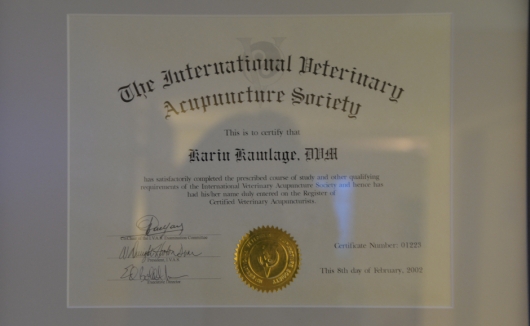 The International Veterinary
Acupuncture Society
This is to certify that
Karin Kamlage, DVM
has satisfactorily completed the prescribed course of study and other qualifying
requirements of the International Veterinary Acupuncture Society and hence has
had his/her name duly entered on the Register of
Certified Veterinary Acupuncturists.
Certificate Number: 01223
This 8th day of February, 2002